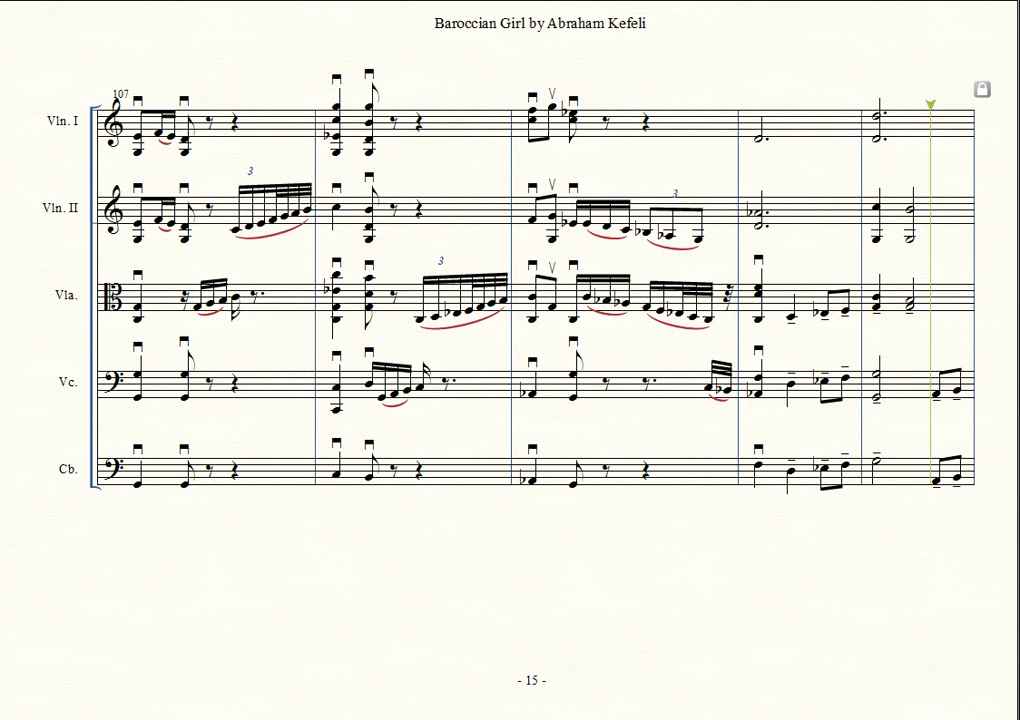 Baroccian Girl by Abraham Kefeli
107
Vln. I
3
Vln. II
3
3
Vla.
Vc.
Cb.
- 15 -